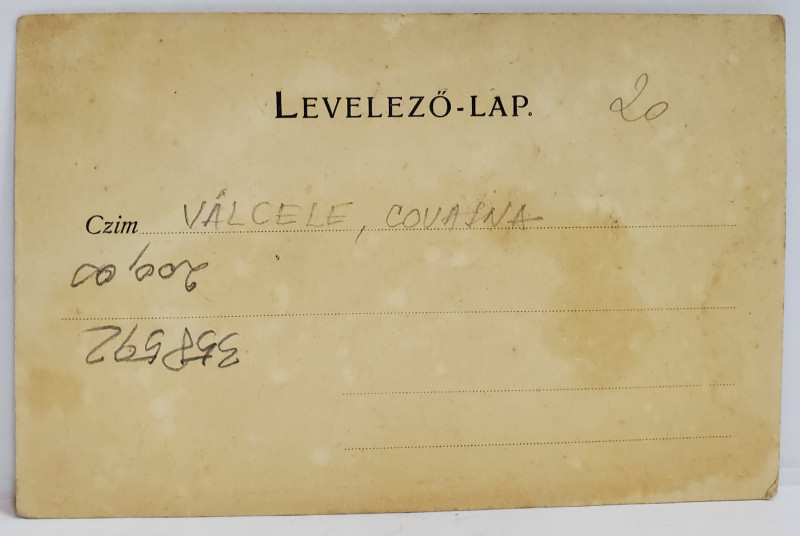 LEVELEZŐ-LAP.
20
Czim VÁLCELE, COVASNA
200,00
358592